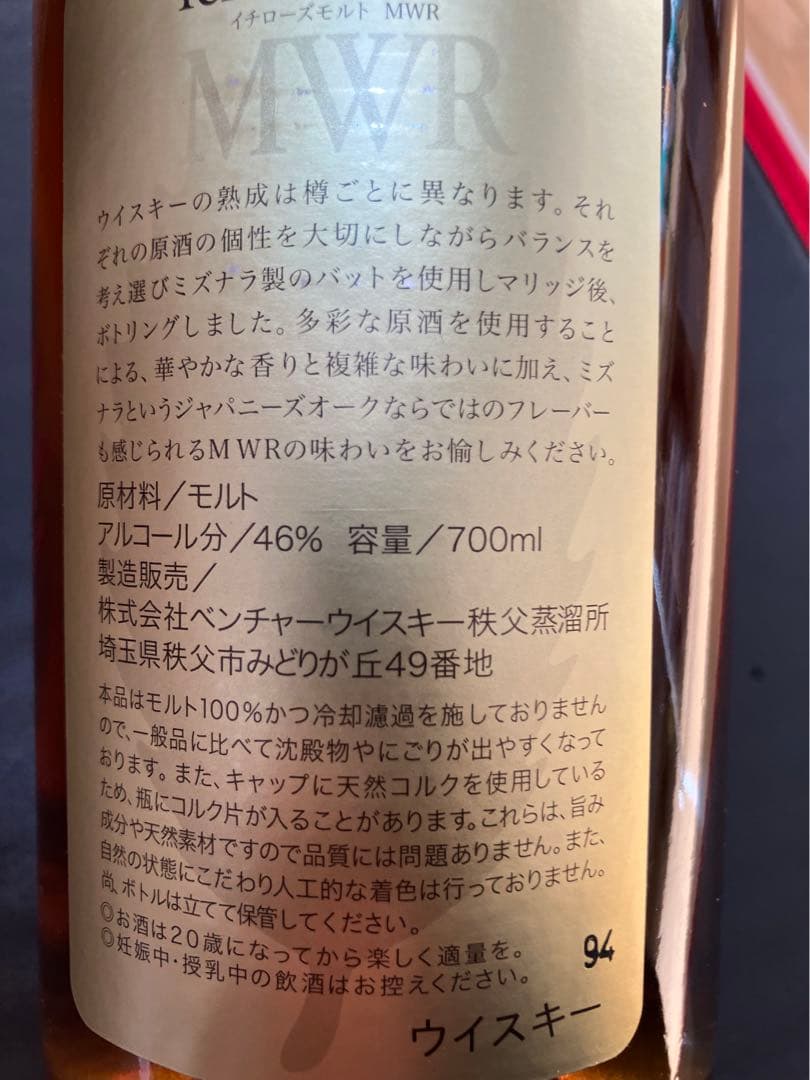 イチローズモルト MWR
MWR
ウイスキーの熟成は樽ごとに異なります。それ
ぞれの原酒の個性を大切にしながらバランスを
考え選びミズナラ製のバットを使用しマリッジ後、
ボトリングしました。多彩な原酒を使用すること
による、華やかな香りと複雑な味わいに加え、ミズ
ナラというジャパニーズオークならではのフレーバー
も感じられるMWRの味わいをお愉しみください。
原材料／モルト
アルコール分／46% 容量／700ml
製造販売／
株式会社ベンチャーウイスキー秩父蒸溜所
埼玉県秩父市みどりが丘49番地
本品はモルト100%かつ冷却濾過を施しておりません
ので、一般品に比べて沈殿物やにごりが出やすくなって
おります。また、キャップに天然コルクを使用している
ため、瓶にコルク片が入ることがあります。これらは、旨み
成分や天然素材ですので品質には問題ありません。また、
自然の状態にこだわり人工的な着色は行っておりません。
尚、ボトルは立てて保管してください。
◎お酒は20歳になってから楽しく適量を。
◎妊娠中・授乳中の飲酒はお控えください。
94
ウイスキー